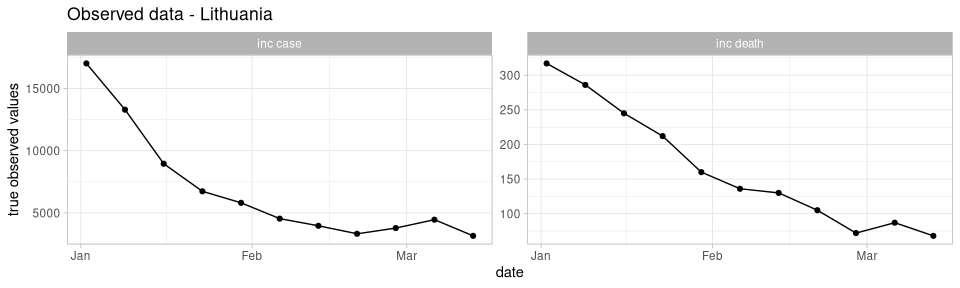 Observed data - Lithuania
inc case
inc death
true observed values
15000
10000
5000
300
250
200
150
100
Jan
Feb
Mar
Jan
Feb
Mar
date